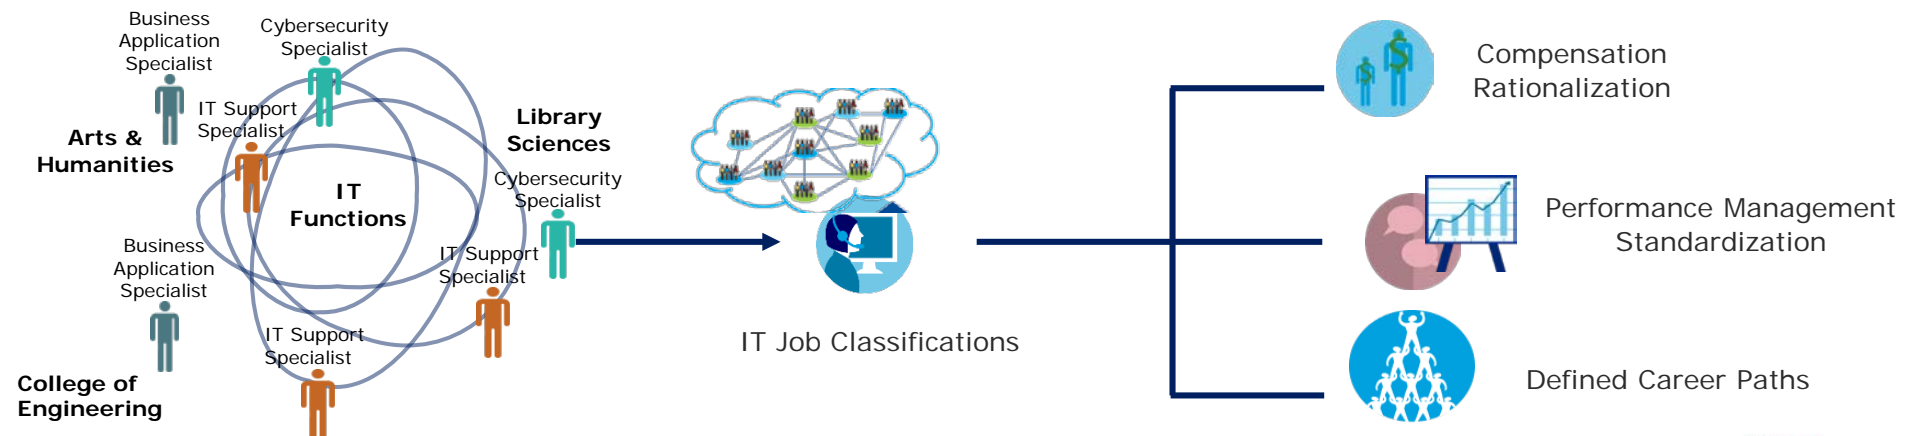 Business
Application
Specialist
Cybersecurity
Specialist
IT Support
Specialist
Arts &
Humanities
Library
Sciences
Cybersecurity
Specialist
IT
Functions
Business
Application
Specialist
IT Support
Specialist
IT Support
Specialist
College of
Engineering
IT Job Classifications
Compensation
Rationalization
Performance Management
Standardization
Defined Career Paths